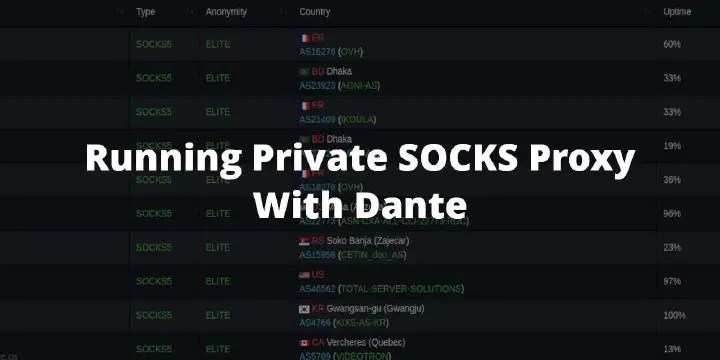 Type Anonymity Country Uptime
SOCKS5 ELITE FR 60%
AS16276 (OVH)
SOCKS5 ELITE BD Dhaka 33%
AS23923 (AGNI-AS)
SOCKS5 ELITE FR 33%
AS21409 (IKOULA)
SOCKS5 ELITE BD Dhaka 19%
Running Private SOCKS Proxy
SOCKS5 ELITE FR 36%
AS16276 (OVH)
With Dante
SOCKS5 ELITE 96%
SOCKS5 ELITE RS Soko Banja (Zajecar) 23%
AS15958 (CETIN_doo_AS)
SOCKS5 ELITE US 97%
AS46562 (TOTAL-SERVER-SOLUTIONS)
SOCKS5 ELITE KR Gwangsan-gu (Gwangju) 100%
AS4766 (KIXS-AS-KR)
SOCKS5 ELITE CA Vercheres (Quebec) 13%
AS5769 (VIDEOTRON)